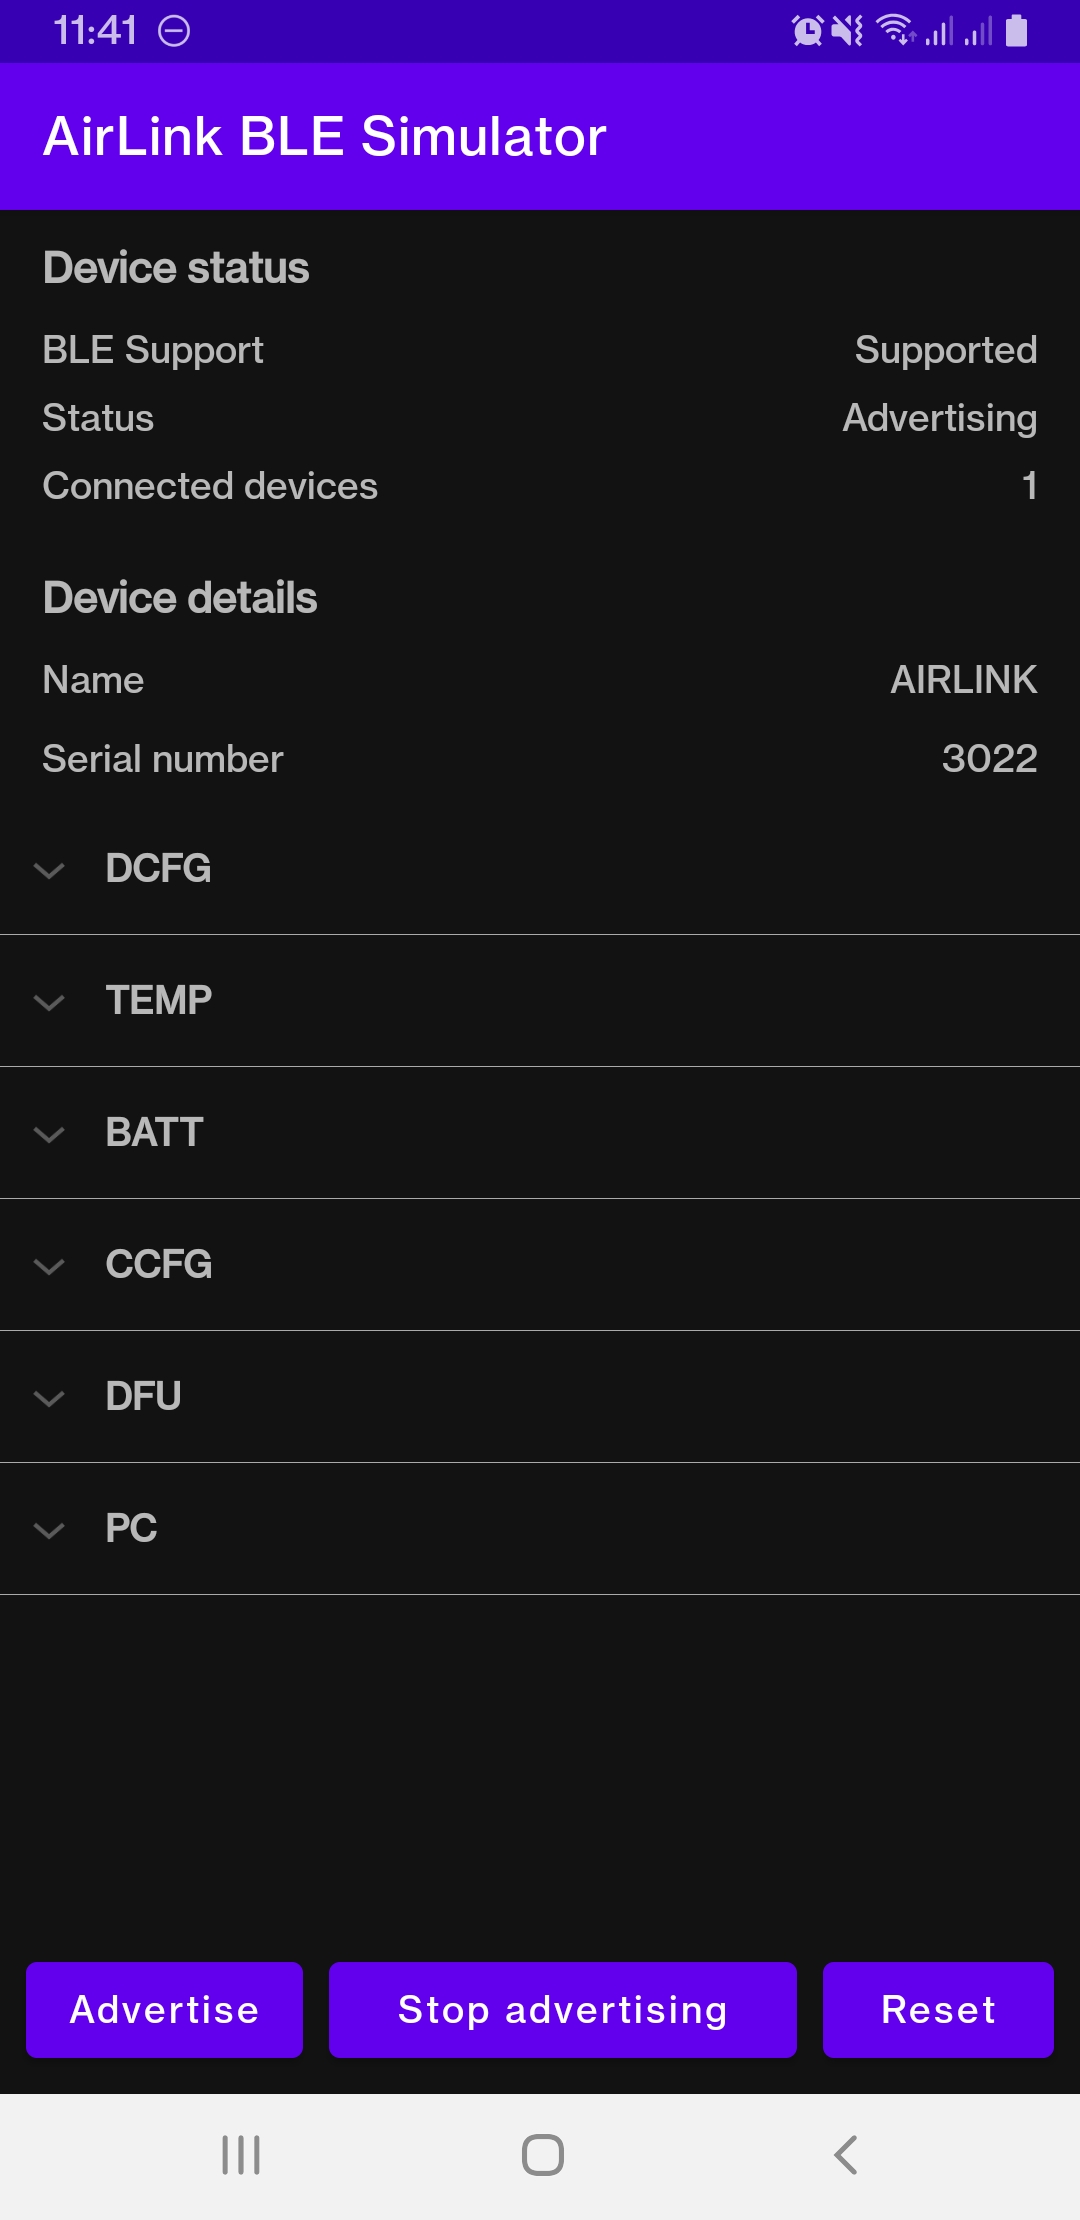 11:41
AirLink BLE Simulator
Device status
BLE Support Supported
Status Advertising
Connected devices 1
Device details
Name AIRLINK
Serial number 3022
DCFG
TEMP
BATT
CCFG
DFU
PC
Advertise Stop advertising Reset